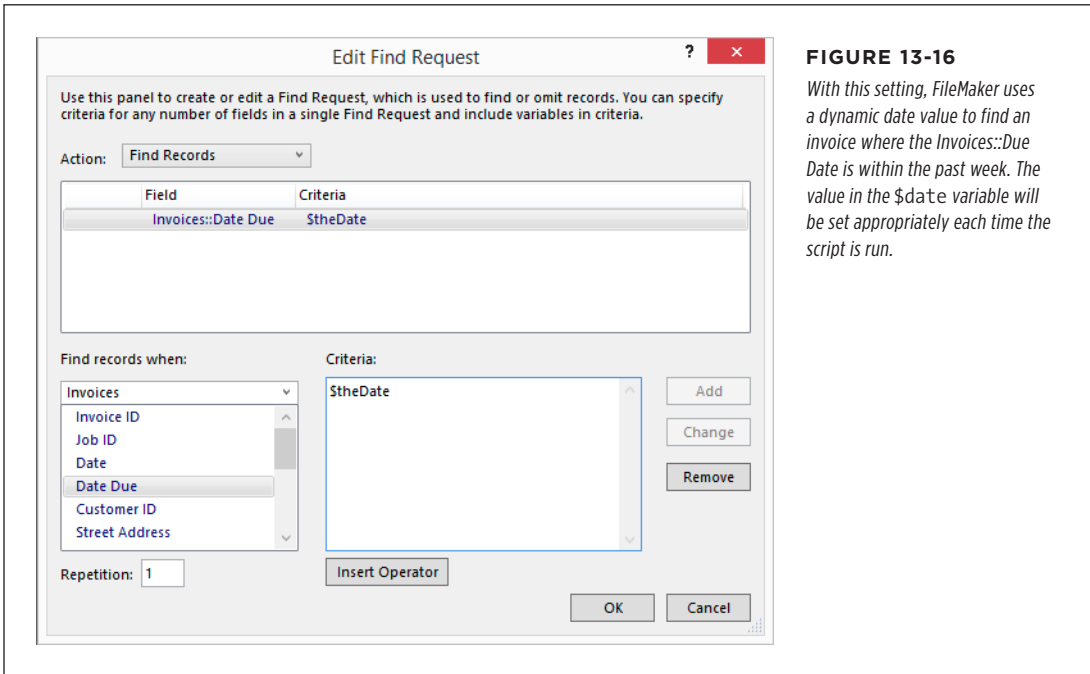 Edit Find Request
?
×
Use this panel to create or edit a Find Request, which is used to find or omit records. You can specify
criteria for any number of fields in a single Find Request and include variables in criteria.
Action:
Find Records
Field
Criteria
Invoices::Date Due
$theDate
Find records when:
Criteria:
Invoices
Invoice ID
Job ID
Date
Date Due
Customer ID
Street Address
$theDate
Add
Change
Remove
Repetition:
1
Insert Operator
OK
Cancel
FIGURE 13-16
With this setting, FileMaker uses
a dynamic date value to find an
invoice where the Invoices::Due
Date is within the past week. The
value in the $date variable will
be set appropriately each time the
script is run.